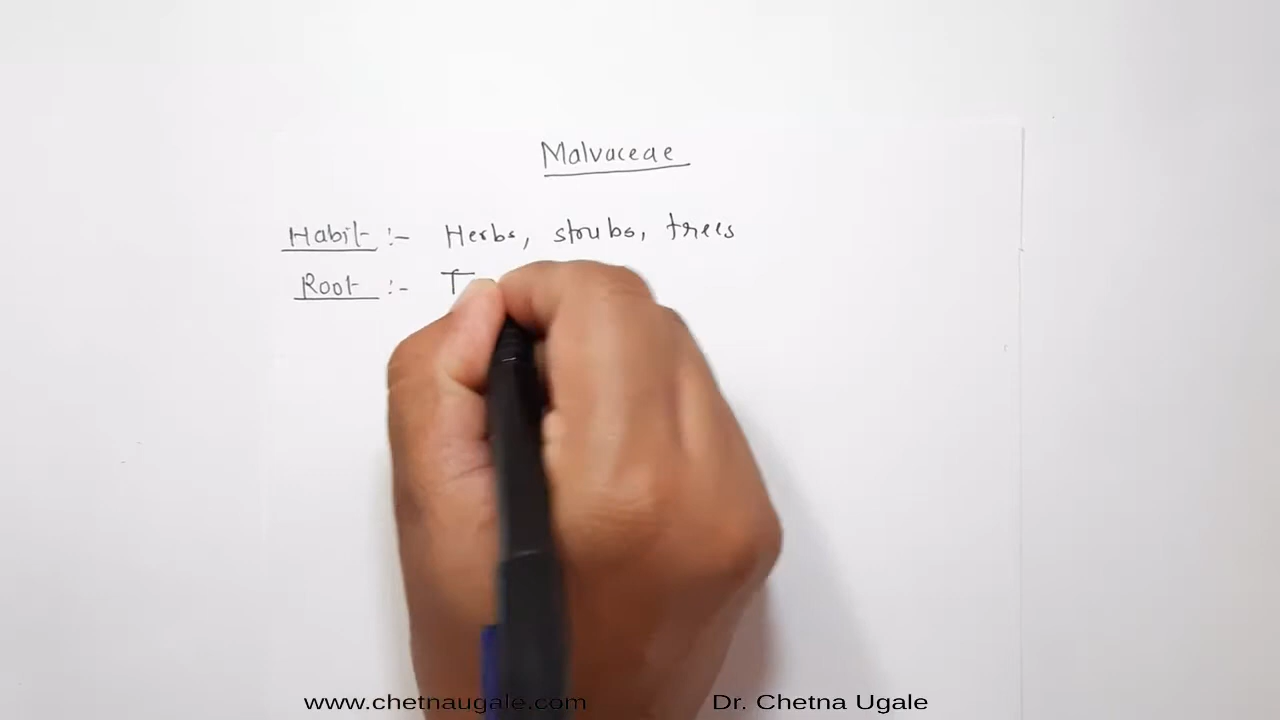 Malvaceae
Habit :- Herbs, shrubs, trees
Root :- T
www.chetnaugale.com Dr. Chetna Ugale